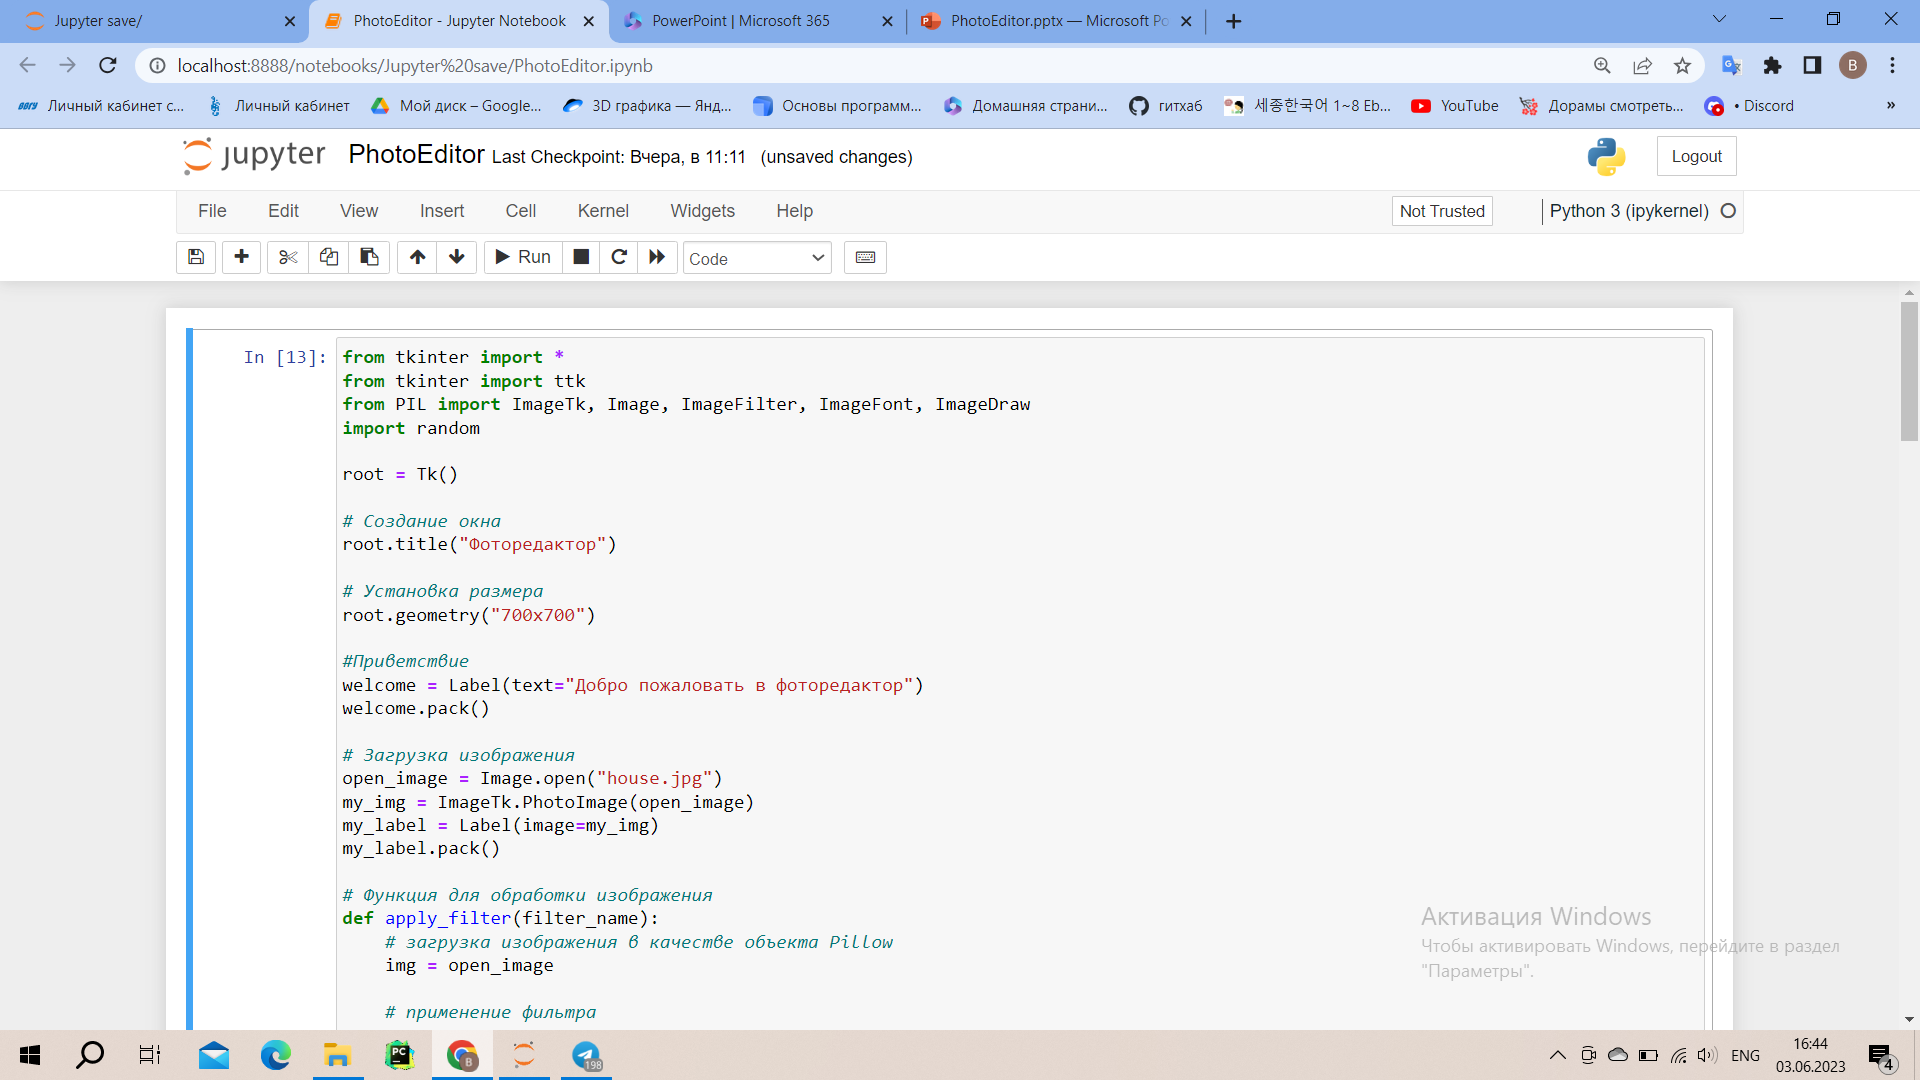 Jupyter save/
PhotoEditor - Jupyter Notebook
PowerPoint | Microsoft 365
PhotoEditor.pptx — Microsoft Po
localhost:8888/notebooks/Jupyter%20save/PhotoEditor.ipynb
B
Личный кабинет с...
Личный кабинет
Мой диск – Google...
3D графика — Янд...
Основы программ...
Домашняя страни...
гитхаб
세종한국어 1~8 Eb...
YouTube
Дорамы смотреть...
• Discord
»
jupyter
PhotoEditor Last Checkpoint: Вчера, в 11:11 (unsaved changes)
Logout
File Edit View Insert Cell Kernel Widgets Help
Not Trusted
Python 3 (ipykernel)
Run
Code
In [13]:
from tkinter import *
from tkinter import ttk
from PIL import ImageTk, Image, ImageFilter, ImageFont, ImageDraw
import random
root = Tk()
# Создание окна
root.title("Фоторедактор")
# Установка размера
root.geometry("700x700")
#Приветствие
welcome = Label(text="Добро пожаловать в фоторедактор")
welcome.pack()
# Загрузка изображения
open_image = Image.open("house.jpg")
my_img = ImageTk.PhotoImage(open_image)
my_label = Label(image=my_img)
my_label.pack()
# Функция для обработки изображения
def apply_filter(filter_name):
# загрузка изображения в качестве объекта Pillow
img = open_image
# применение фильтра
Активация Windows
Чтобы активировать Windows, перейдите в раздел
"Параметры".
PC
B
198
ENG
16:44
03.06.2023
4